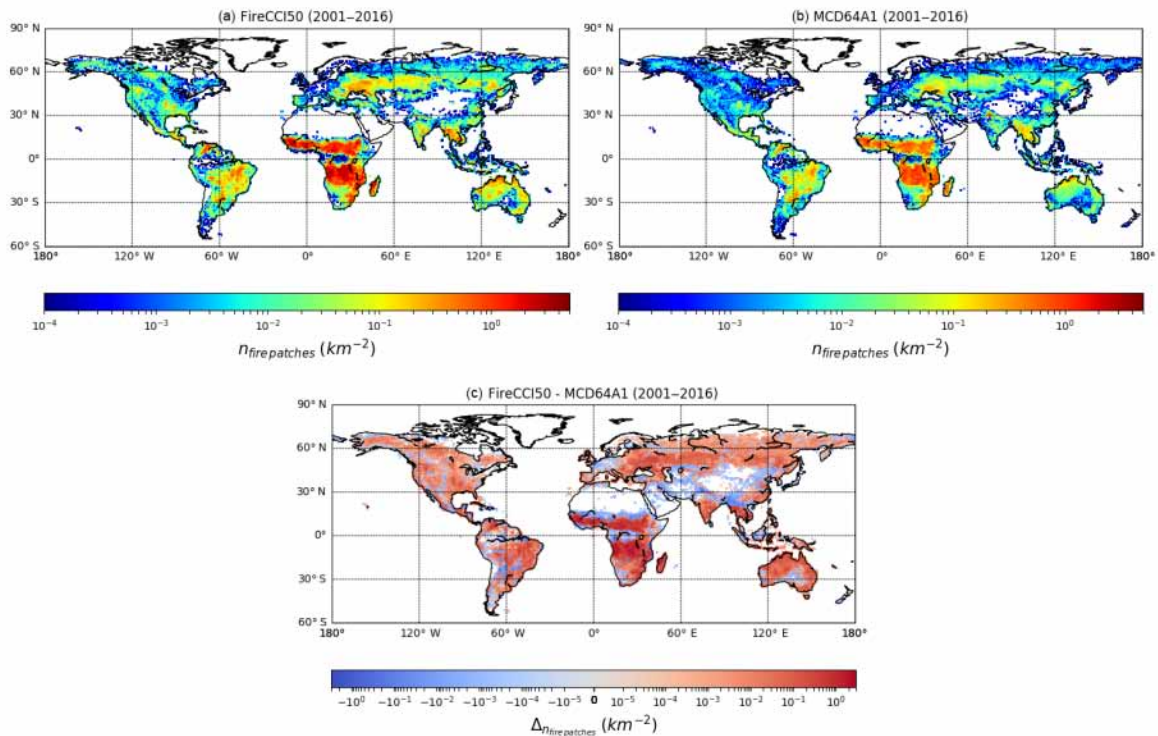 (a) FireCCI50 (2001–2016)
90° N
60° N
30° N
0°
30° S
60° S
180° 120° W 60° W 0° 60° E 120° E 180°
10⁻⁴ 10⁻³ 10⁻² 10⁻¹ 10⁰
n_fire patches (km⁻²)
(b) MCD64A1 (2001–2016)
90° N
60° N
30° N
0°
30° S
60° S
180° 120° W 60° W 0° 60° E 120° E 180°
10⁻⁴ 10⁻³ 10⁻² 10⁻¹ 10⁰
n_fire patches (km⁻²)
(c) FireCCI50 - MCD64A1 (2001–2016)
90° N
60° N
30° N
0°
30° S
60° S
180° 120° W 60° W 0° 60° E 120° E 180°
−10⁰ −10⁻¹ −10⁻² −10⁻³ −10⁻⁴ −10⁻⁵ 0 10⁻⁵ 10⁻⁴ 10⁻³ 10⁻² 10⁻¹ 10⁰
Δn_fire patches (km⁻²)